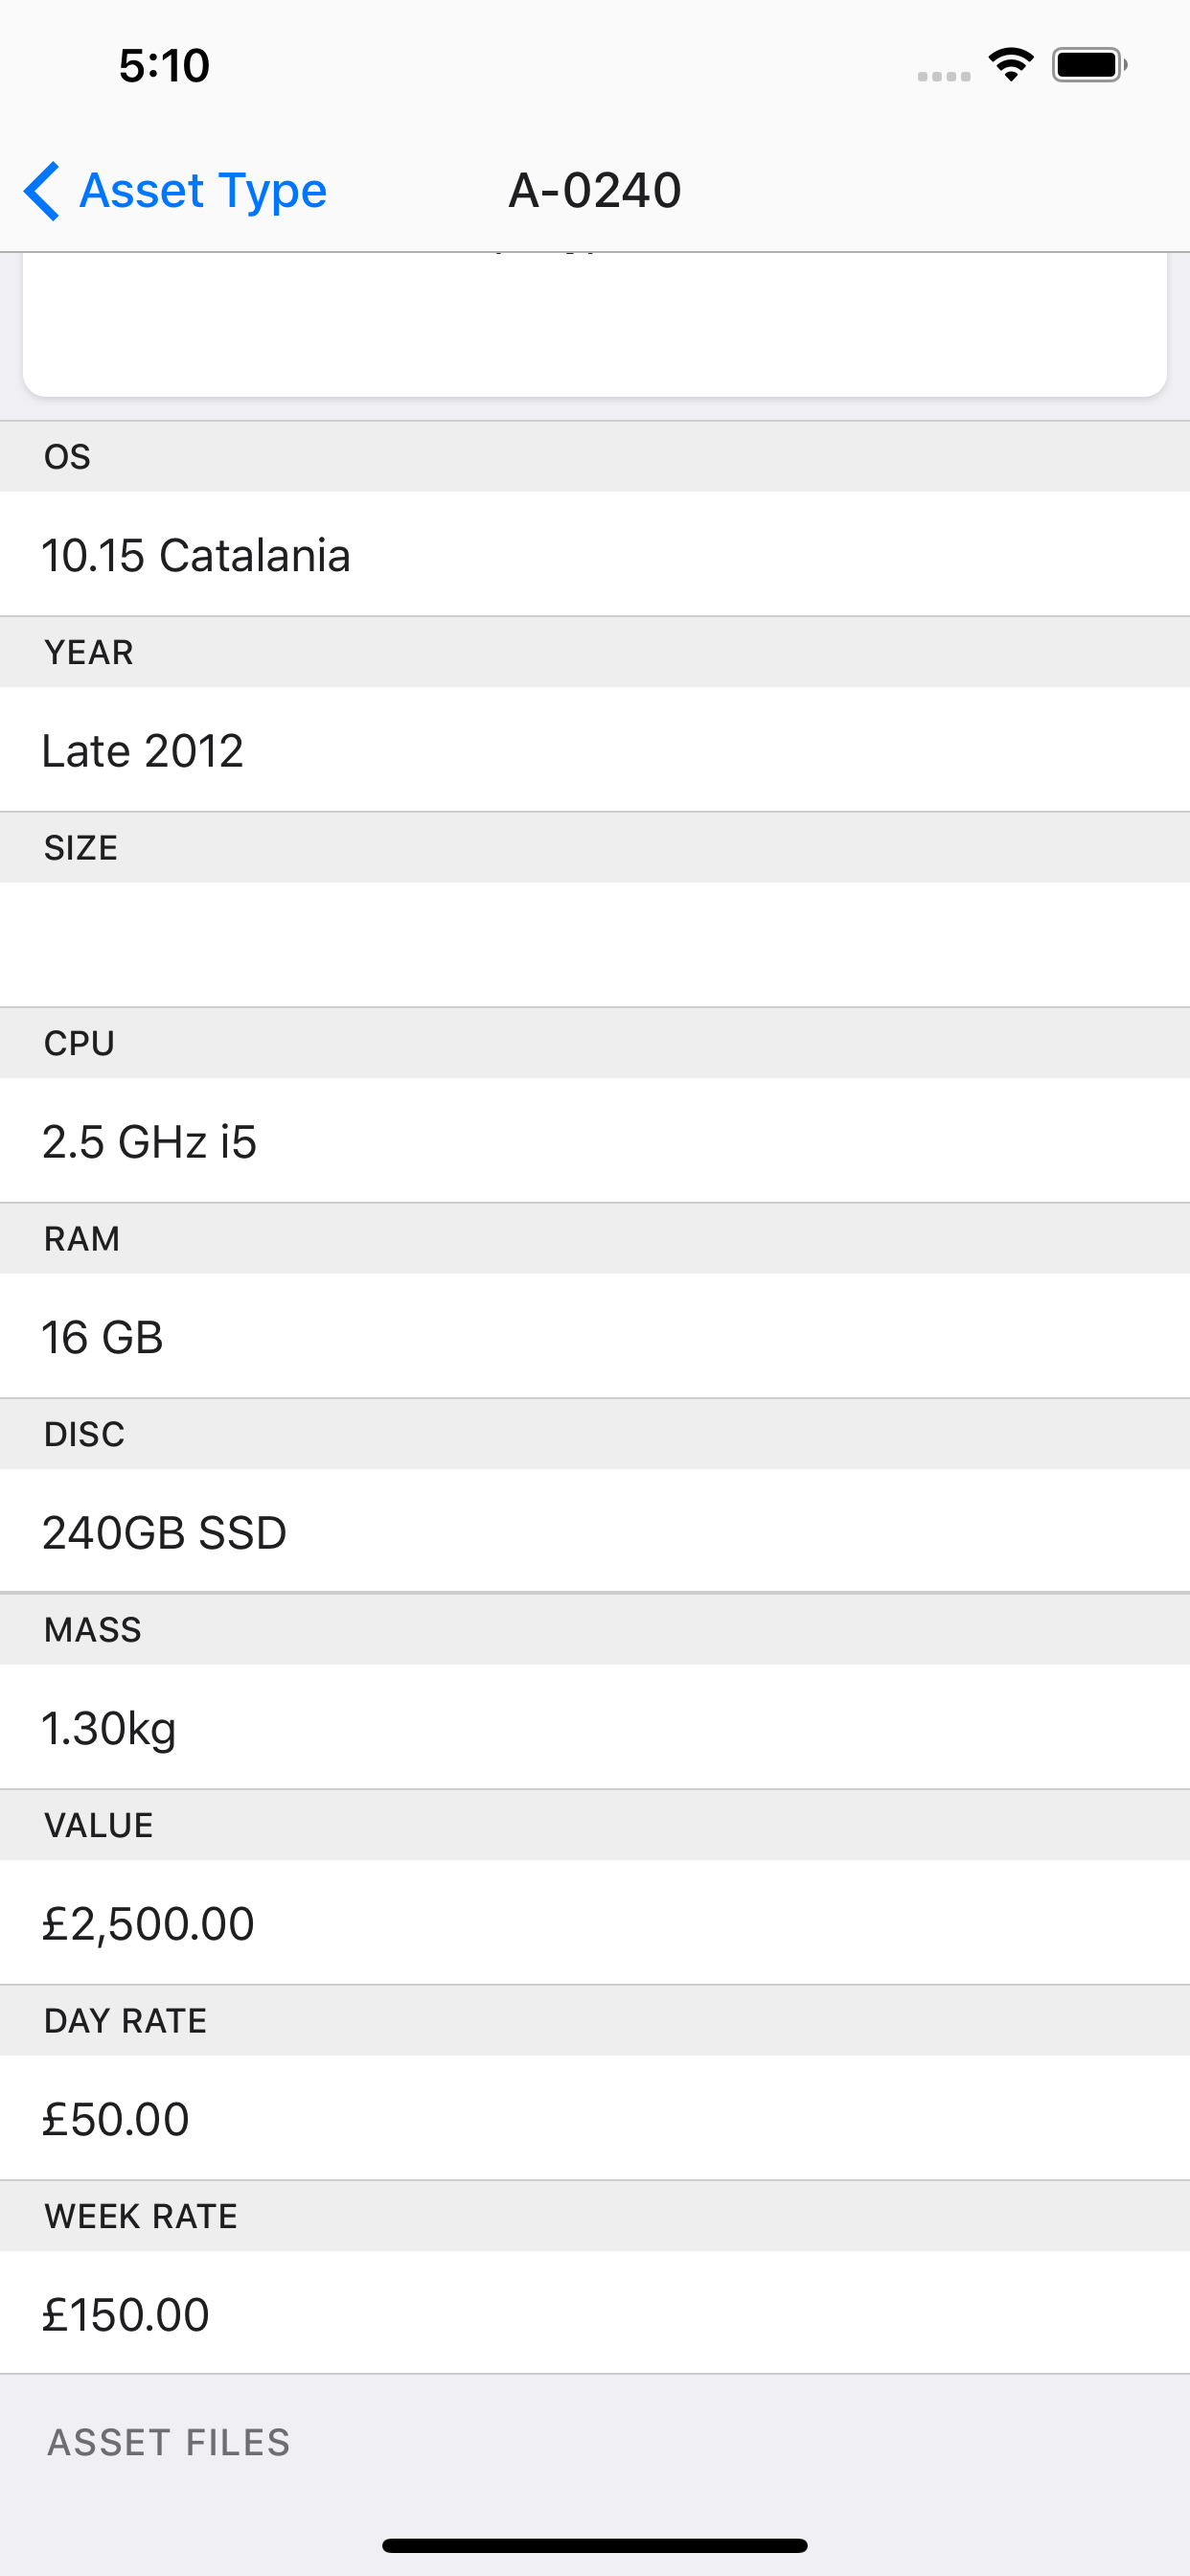 5:10
Asset Type
A-0240
OS
10.15 Catalania
YEAR
Late 2012
SIZE
CPU
2.5 GHz i5
RAM
16 GB
DISC
240GB SSD
MASS
1.30kg
VALUE
£2,500.00
DAY RATE
£50.00
WEEK RATE
£150.00
ASSET FILES